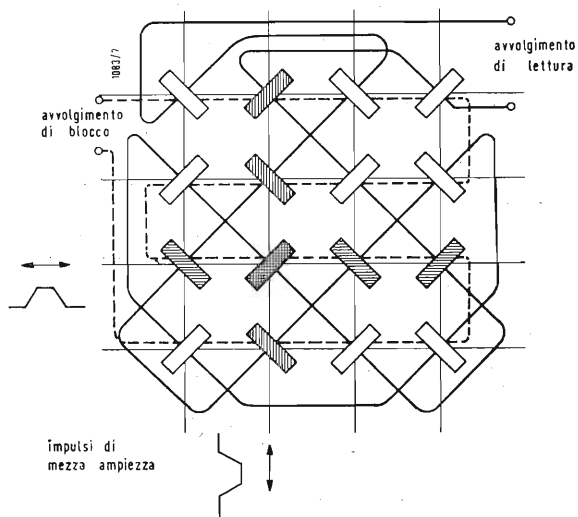 1083/7
avvolgimento
di lettura
avvolgimento
di blocco
impulsi di
mezza ampiezza